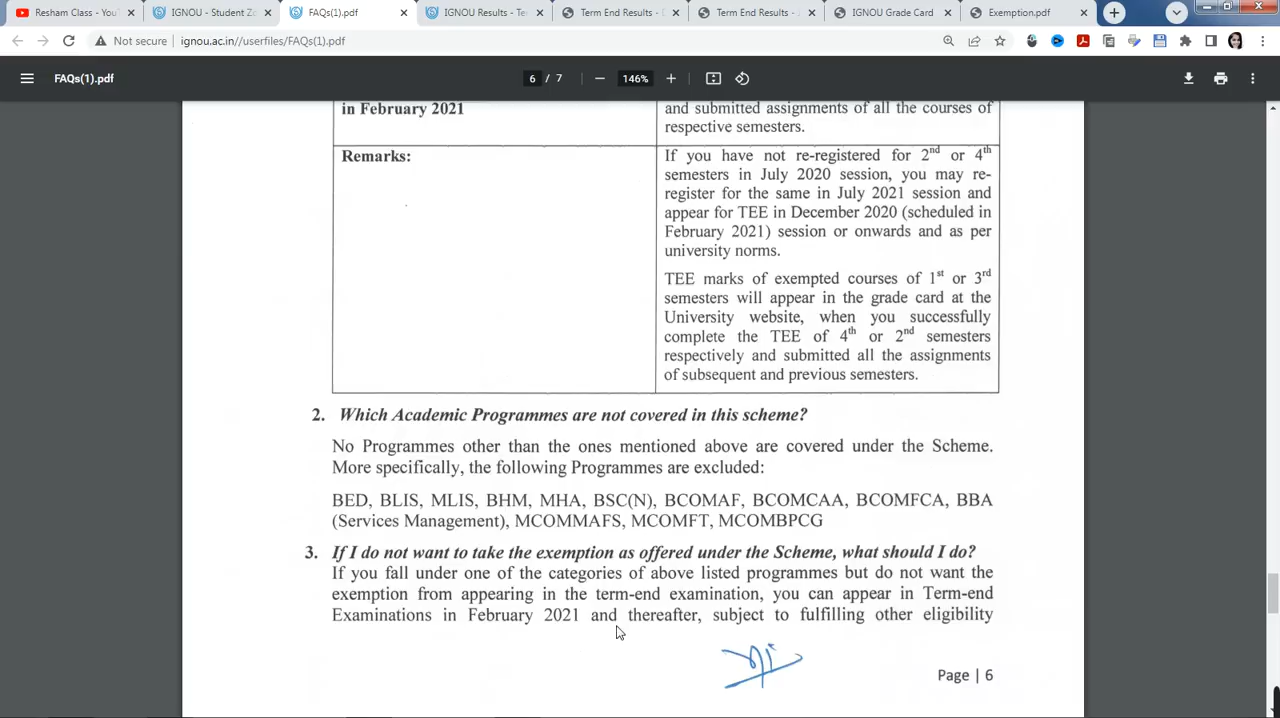 Resham Class - You
IGNOU - Student Zo
FAQs(1).pdf
IGNOU Results - Te
Term End Results -
Term End Results -
IGNOU Grade Card
Exemption.pdf
Not secure | ignou.ac.in//userfiles/FAQs(1).pdf
FAQs(1).pdf
6 / 7
146%
in February 2021
and submitted assignments of all the courses of
respective semesters.
Remarks:
If you have not re-registered for 2nd or 4th
semesters in July 2020 session, you may re-
register for the same in July 2021 session and
appear for TEE in December 2020 (scheduled in
February 2021) session or onwards and as per
university norms.
TEE marks of exempted courses of 1st or 3rd
semesters will appear in the grade card at the
University website, when you successfully
complete the TEE of 4th or 2nd semesters
respectively and submitted all the assignments
of subsequent and previous semesters.
2. Which Academic Programmes are not covered in this scheme?
No Programmes other than the ones mentioned above are covered under the Scheme.
More specifically, the following Programmes are excluded:
BED, BLIS, MLIS, BHM, MHA, BSC(N), BCOMAF, BCOMCAA, BCOMFCA, BBA
(Services Management), MCOMMAFS, MCOMFT, MCOMBPCG
3. If I do not want to take the exemption as offered under the Scheme, what should I do?
If you fall under one of the categories of above listed programmes but do not want the
exemption from appearing in the term-end examination, you can appear in Term-end
Examinations in February 2021 and thereafter, subject to fulfilling other eligibility
Page | 6